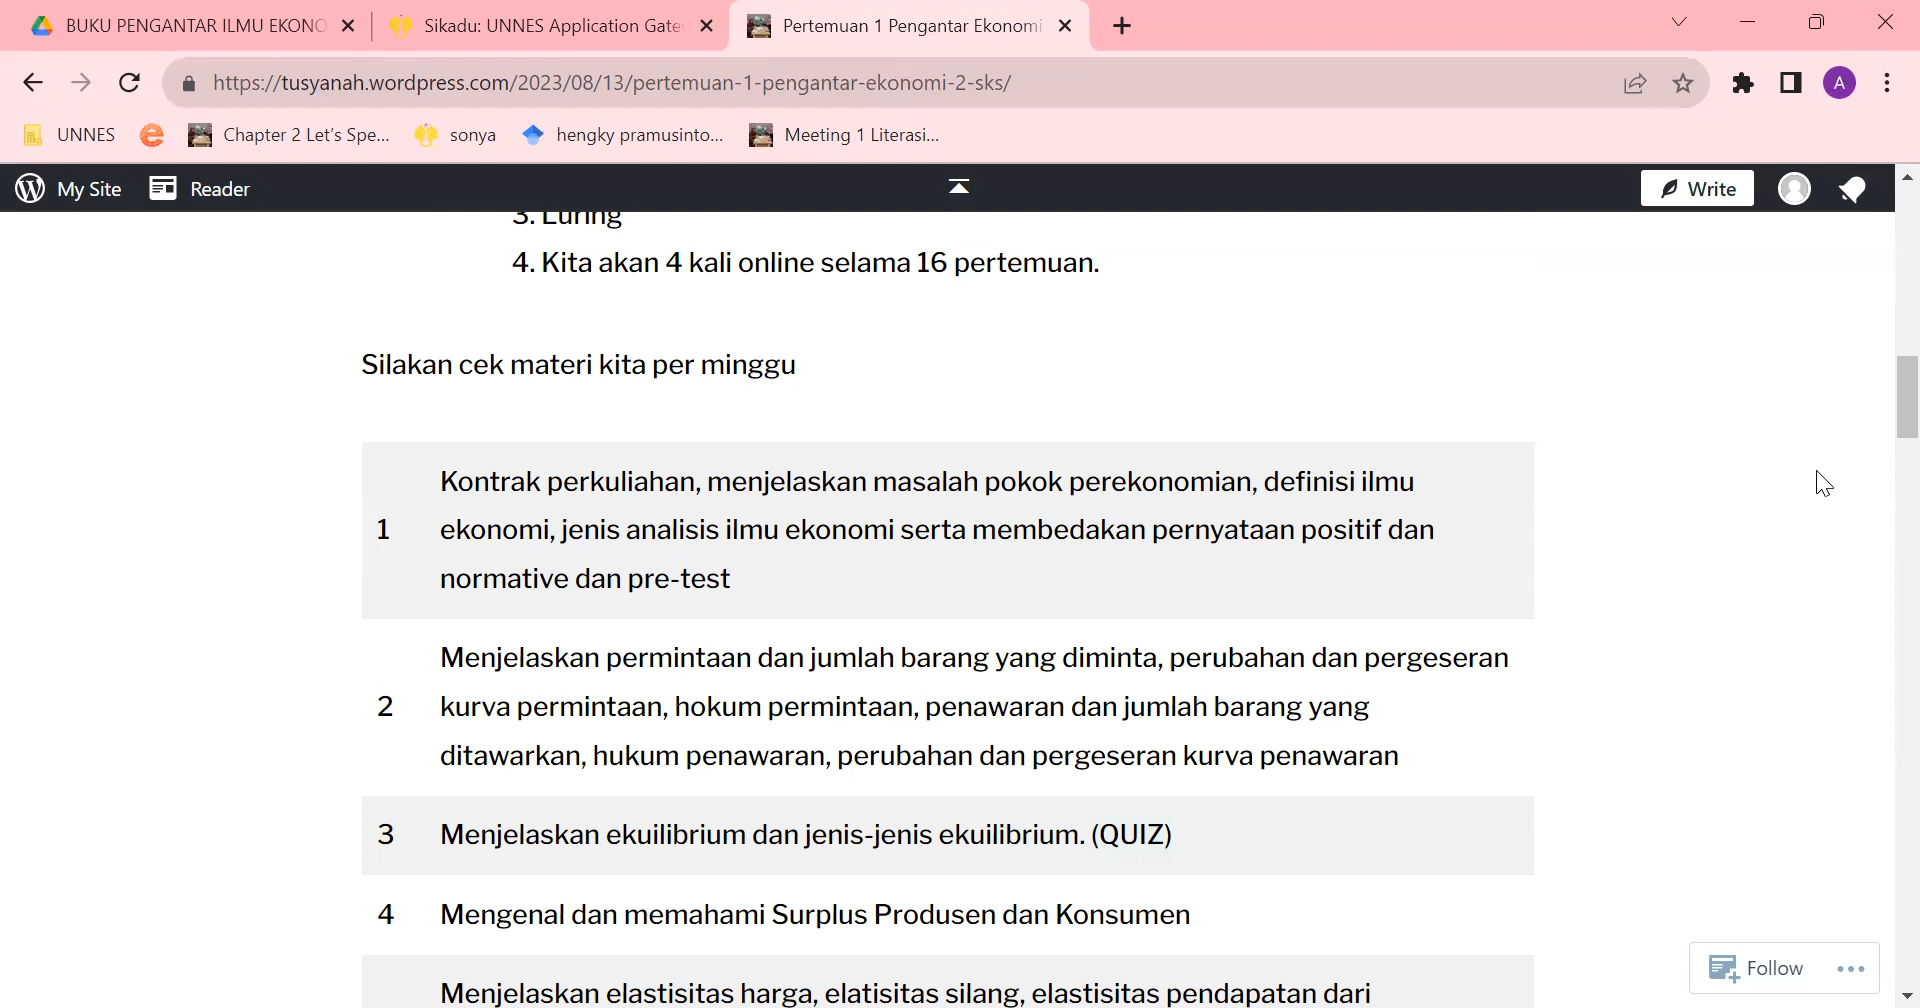 BUKU PENGANTAR ILMU EKONO
Sikadu: UNNES Application Gate
Pertemuan 1 Pengantar Ekonomi
https://tusyanah.wordpress.com/2023/08/13/pertemuan-1-pengantar-ekonomi-2-sks/
A
UNNES
Chapter 2 Let's Spe...
sonya
hengky pramusinto...
Meeting 1 Literasi...
My Site
Reader
Write
3. Luring
4. Kita akan 4 kali online selama 16 pertemuan.
Silakan cek materi kita per minggu
Kontrak perkuliahan, menjelaskan masalah pokok perekonomian, definisi ilmu
1 ekonomi, jenis analisis ilmu ekonomi serta membedakan pernyataan positif dan
normative dan pre-test
Menjelaskan permintaan dan jumlah barang yang diminta, perubahan dan pergeseran
2 kurva permintaan, hokum permintaan, penawaran dan jumlah barang yang
ditawarkan, hukum penawaran, perubahan dan pergeseran kurva penawaran
3 Menjelaskan ekuilibrium dan jenis-jenis ekuilibrium. (QUIZ)
4 Mengenal dan memahami Surplus Produsen dan Konsumen
Menjelaskan elastisitas harga, elatisitas silang, elastisitas pendapatan dari
Follow